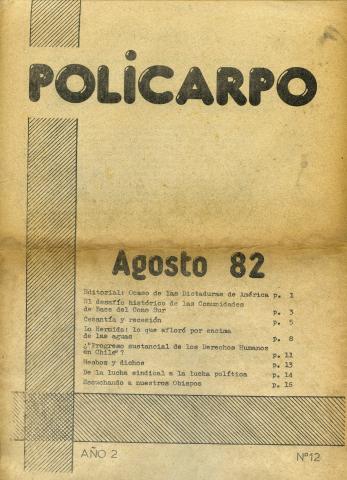 POLICARPO
Agosto 82
Editorial: Ocaso de las Dictaduras de América p. 1
El desafío histórico de las Comunidades
de Base del Cono Sur p. 3
Cesantía y recesión p. 5
La Hermida: lo que afloró por encima
de las aguas p. 8
¿"Progreso sustancial de los Derechos Humanos
en Chile"? p. 11
Hechos y dichos p. 13
De la lucha sindical a la lucha política p. 14
Escuchando a nuestros Obispos p. 16
AÑO 2 Nº12